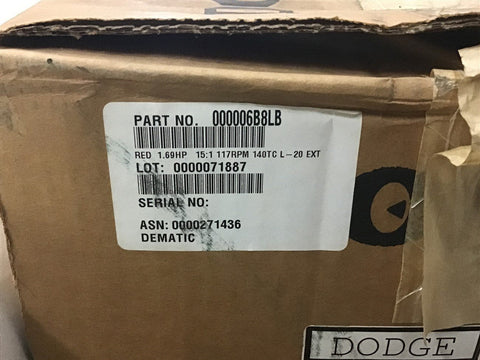 PART NO. 000006B8LB
RED 1.69HP 15:1 117RPM 140TC L-20 EXT
LOT: 0000071887
SERIAL NO:
ASN: 0000271436
DEMATIC
DODGE